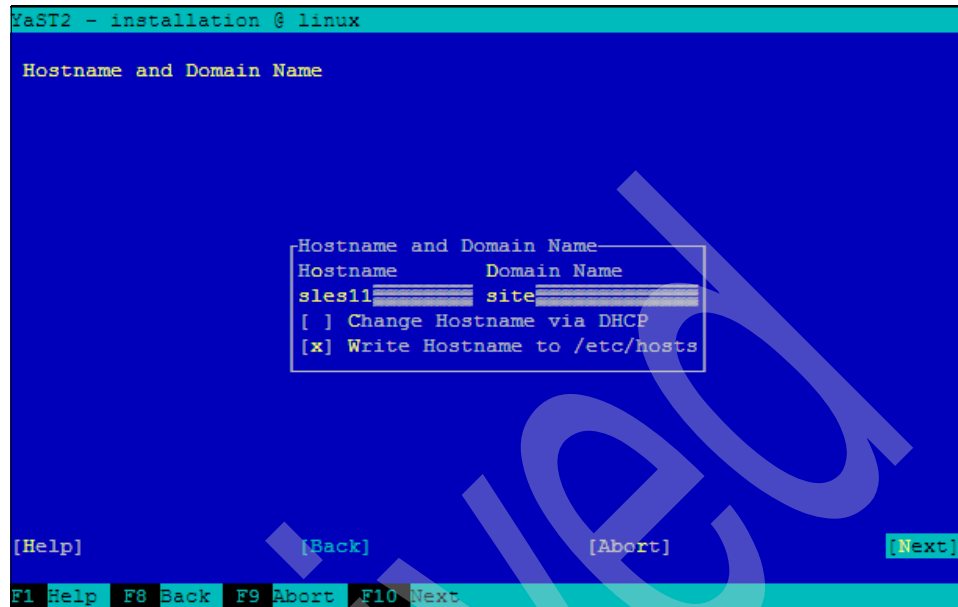 YaST2 - installation @ linux
Hostname and Domain Name
Hostname and Domain Name
Hostname Domain Name
sles11 site
[ ] Change Hostname via DHCP
[x] Write Hostname to /etc/hosts
[Help] [Back] [Abort] [Next]
F1 Help F8 Back F9 Abort F10 Next
ived